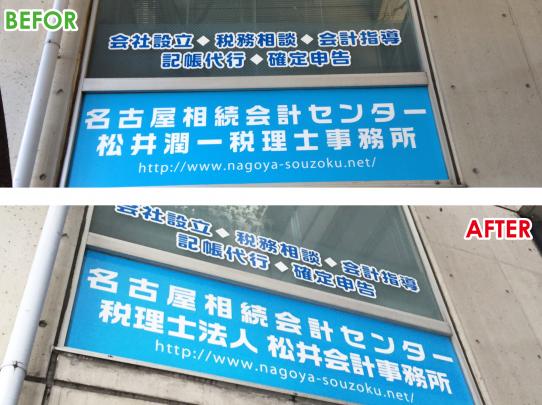 BEFOR
会社設立◆税務相談◆会計指導
記帳代行◆確定申告
名古屋相続会計センター
松井潤一税理士事務所
http://www.nagoya-souzoku.net/
AFTER
会社設立◆税務相談◆会計指導
記帳代行◆確定申告
名古屋相続会計センター
税理士法人 松井会計事務所
http://www.nagoya-souzoku.net/